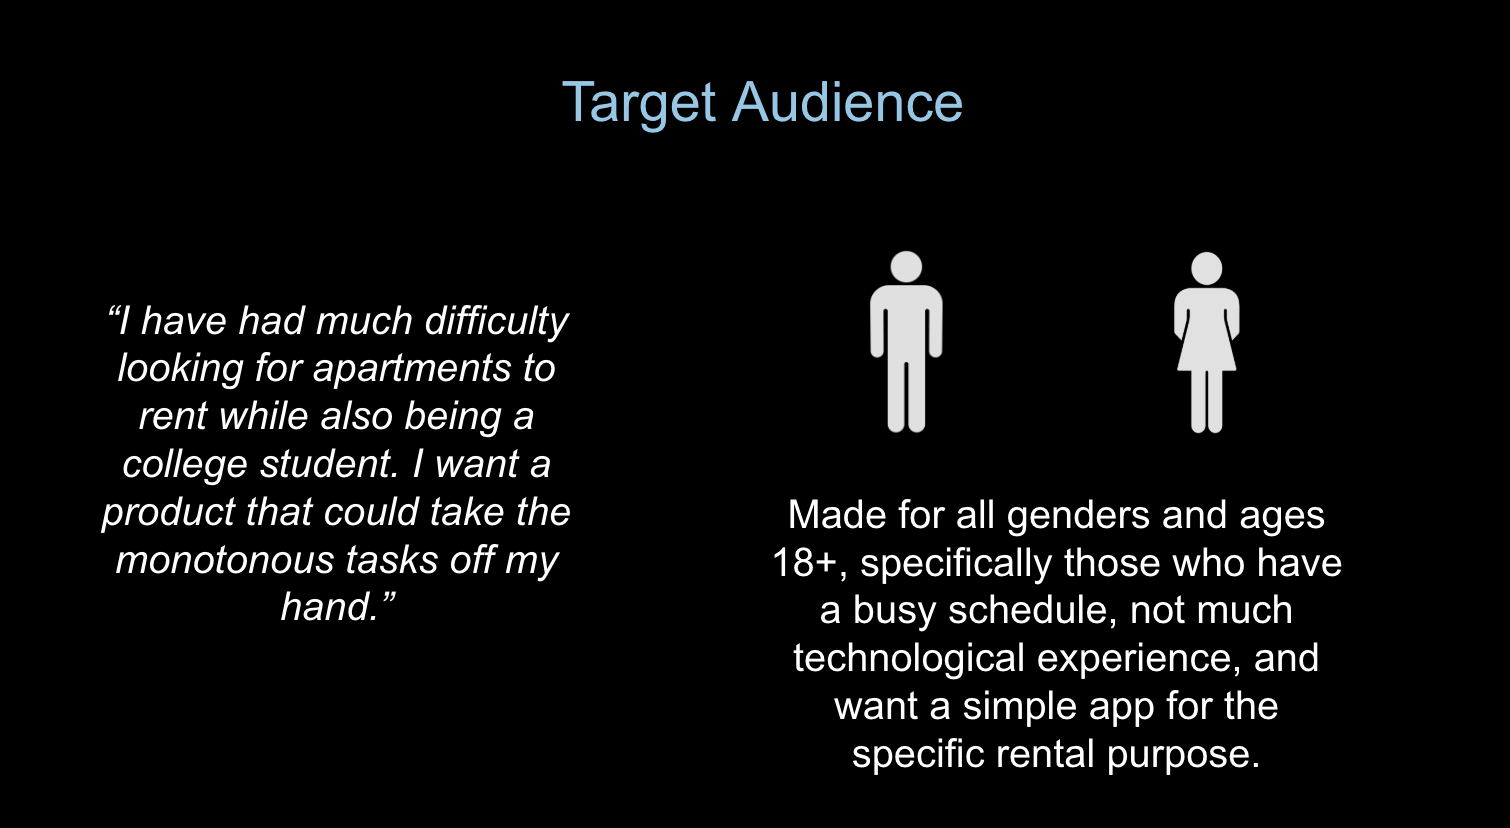 Target Audience
“I have had much difficulty
looking for apartments to
rent while also being a
college student. I want a
product that could take the
monotonous tasks off my
hand.”
Made for all genders and ages
18+, specifically those who have
a busy schedule, not much
technological experience, and
want a simple app for the
specific rental purpose.